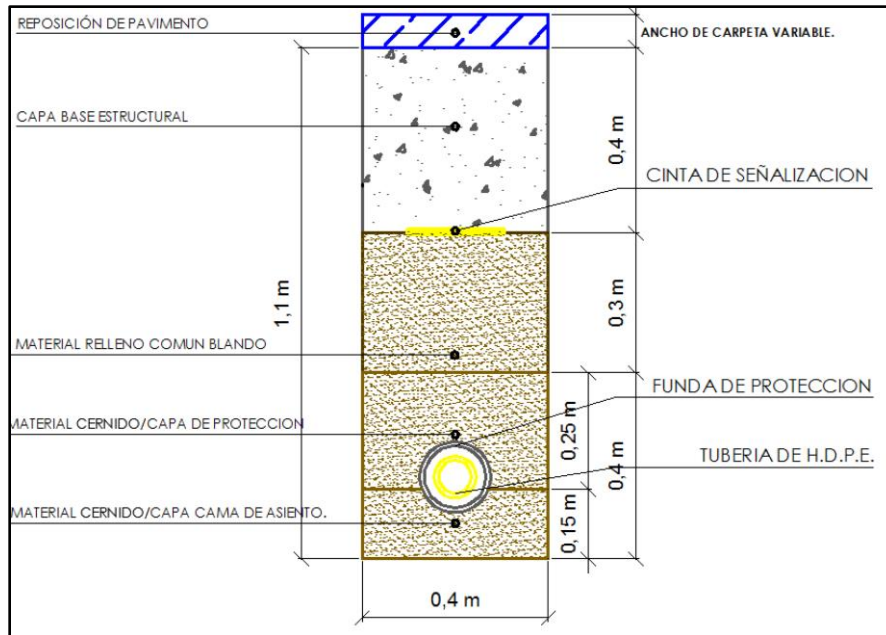 REPOSICIÓN DE PAVIMENTO
ANCHO DE CARPETA VARIABLE.
CAPA BASE ESTRUCTURAL
0,4 m
CINTA DE SEÑALIZACION
1,1 m
0,3 m
MATERIAL RELLENO COMUN BLANDO
FUNDA DE PROTECCION
0,25 m
MATERIAL CERNIDO/CAPA DE PROTECCION
0,4 m
TUBERIA DE H.D.P.E.
MATERIAL CERNIDO/CAPA CAMA DE ASIENTO.
0,15 m
0,4 m